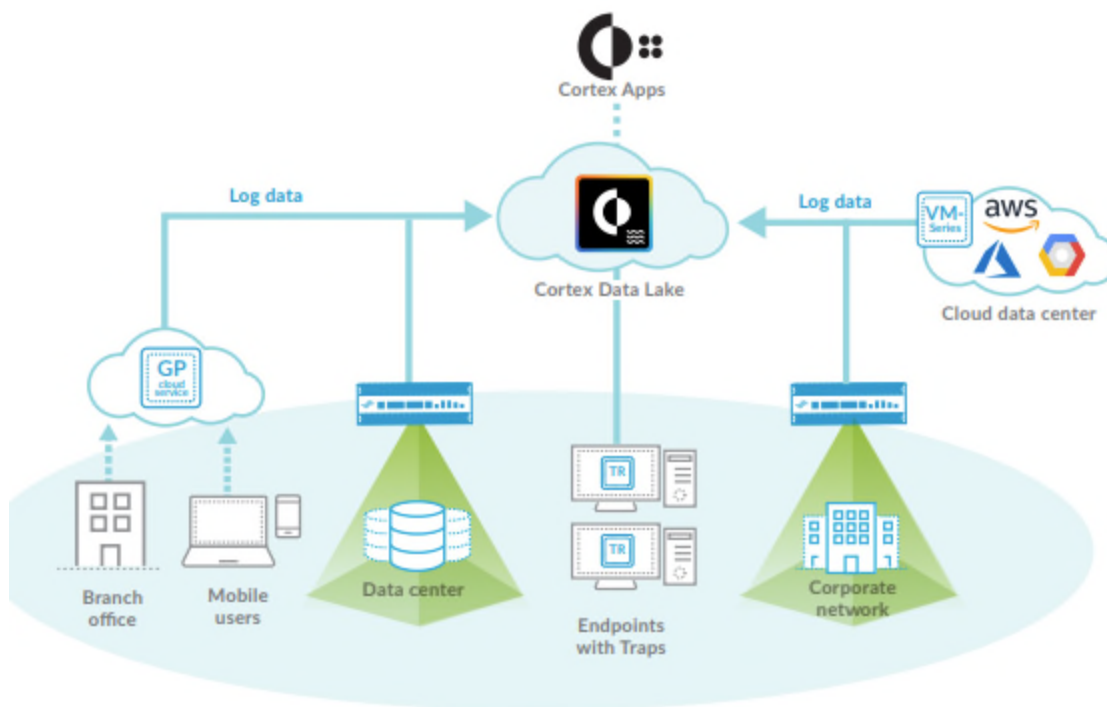 Cortex Apps
Log data
Log data
VM-
Series
aws
Cortex Data Lake
Cloud data center
GP
cloud
service
TR
TR
Branch
office
Mobile
users
Data center
Endpoints
with Traps
Corporate
network